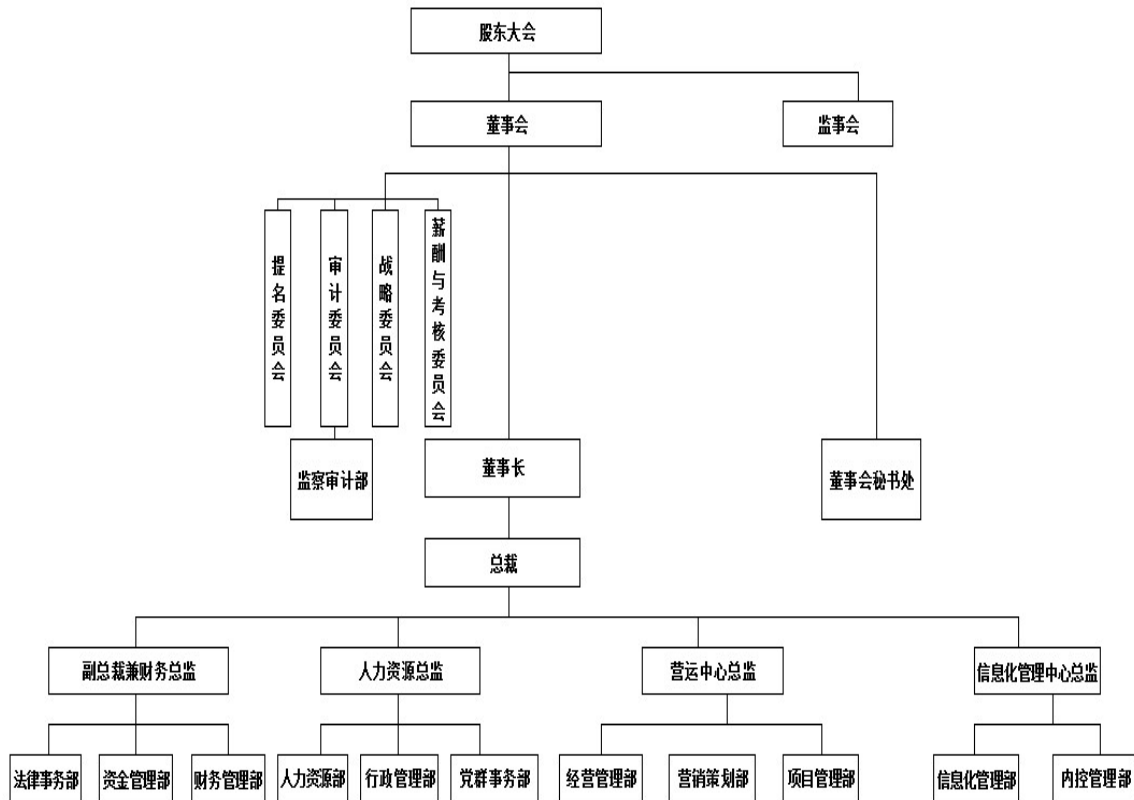 股东大会
董事会
监事会
提名委员会
审计委员会
战略委员会
薪酬与考核委员会
监察审计部
董事长
董事会秘书处
总裁
副总裁兼财务总监
人力资源总监
营运中心总监
信息化管理中心总监
法律事务部
资金管理部
财务管理部
人力资源部
行政管理部
党群事务部
经营管理部
营销策划部
项目管理部
信息化管理部
内控管理部